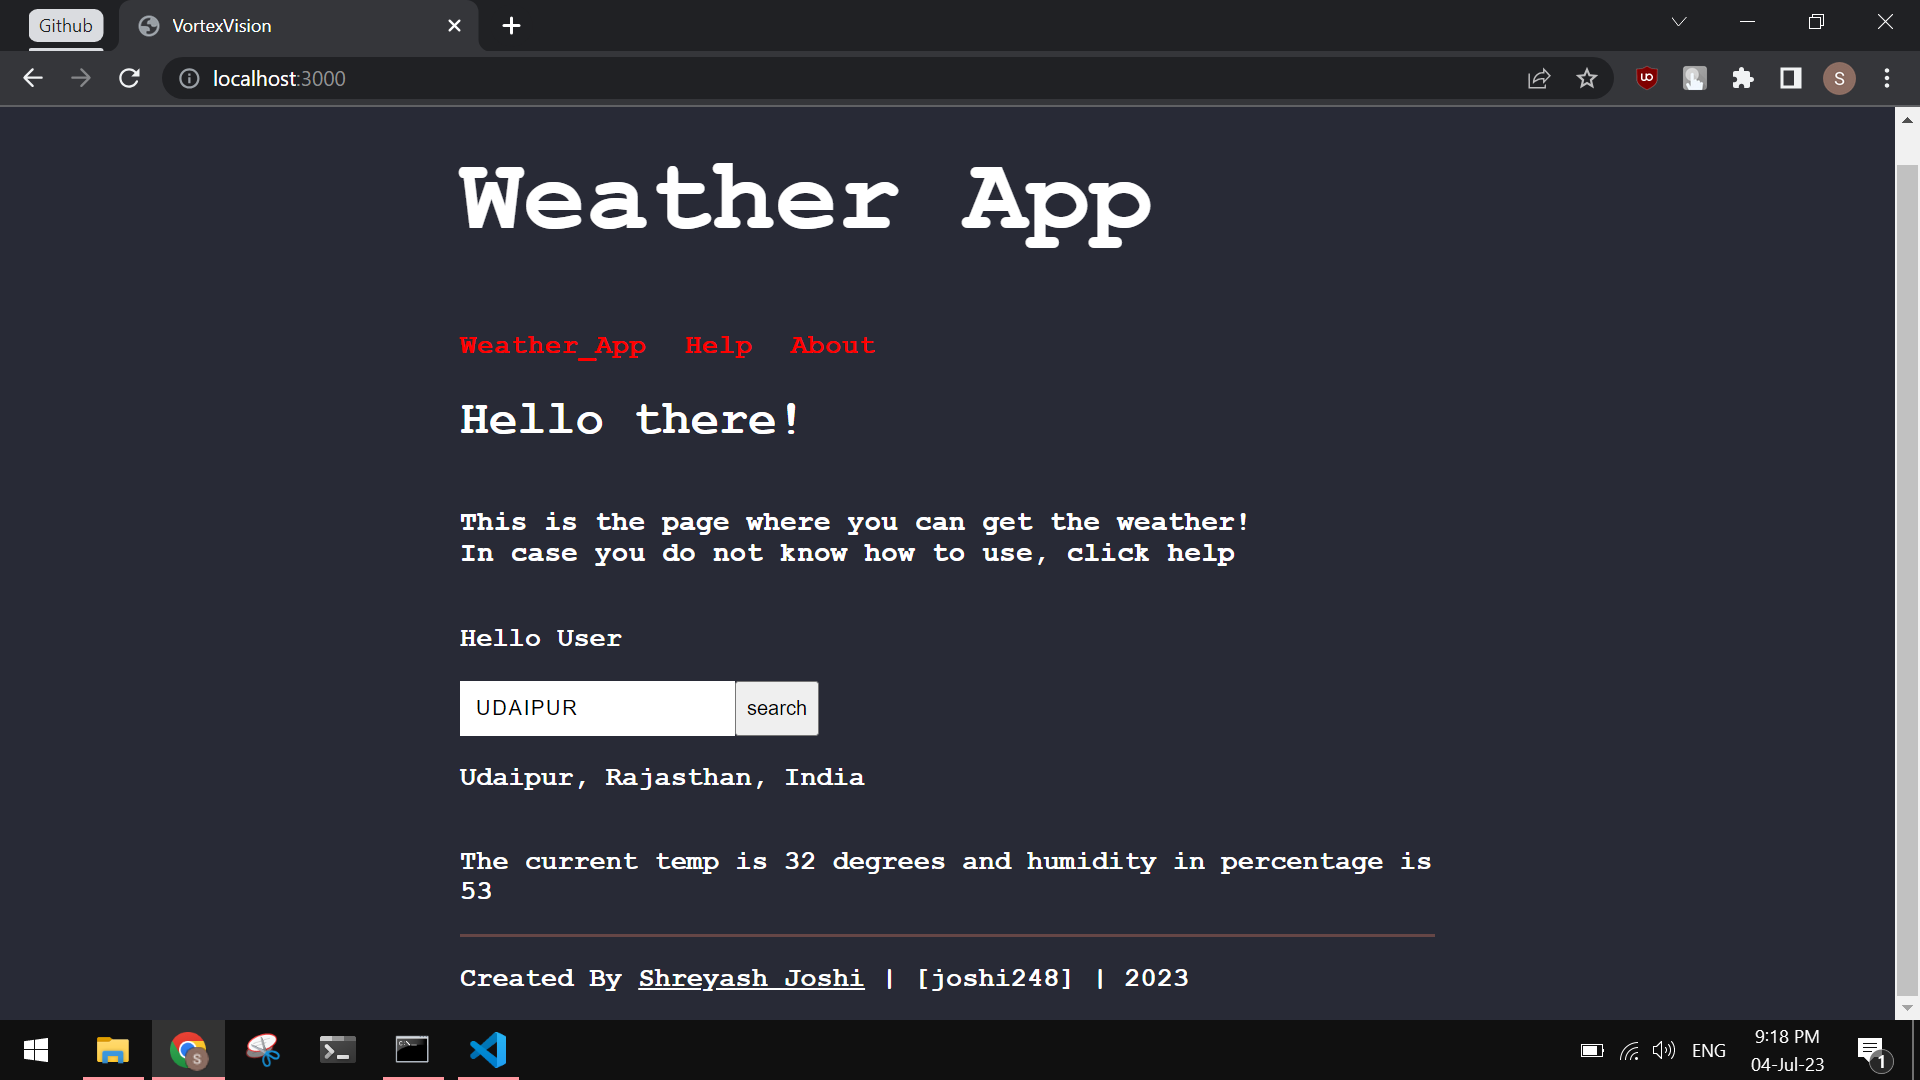 Github
VortexVision
localhost:3000
S
Weather App
Weather_App Help About
Hello there!
This is the page where you can get the weather!
In case you do not know how to use, click help
Hello User
UDAIPUR search
Udaipur, Rajasthan, India
The current temp is 32 degrees and humidity in percentage is
53
Created By Shreyash Joshi | [joshi248] | 2023
S
ENG
9:18 PM
04-Jul-23
1